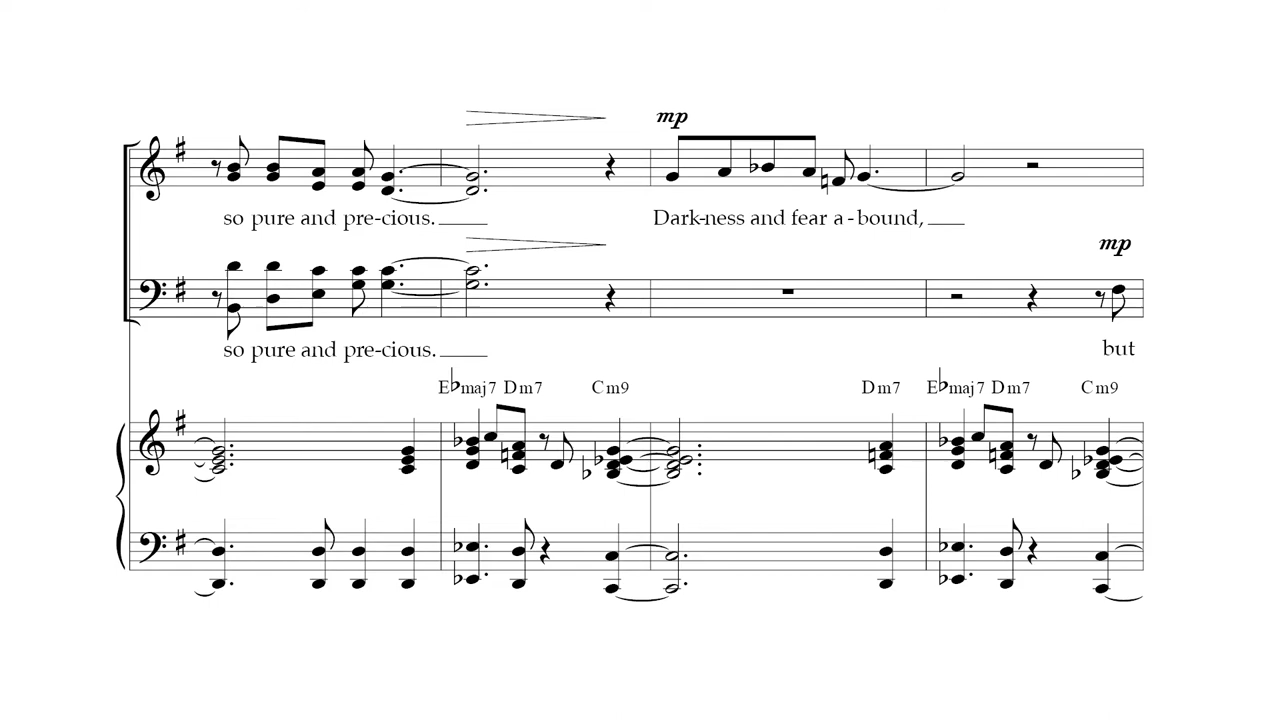 mp
so pure and pre-cious.
Dark-ness and fear a-bound,
mp
so pure and pre-cious.
but
E♭maj7 Dm7 Cm9 Dm7 E♭maj7 Dm7 Cm9